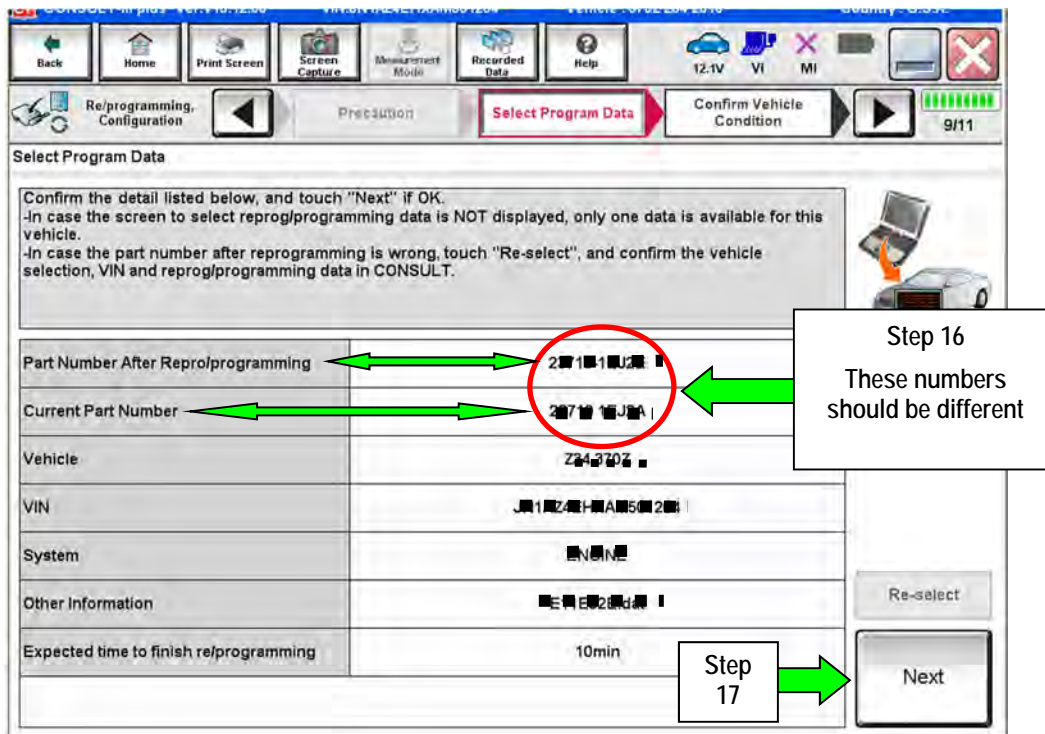 Back
Home
Print Screen
Screen
Capture
Measurement
Mode
Recorded
Data
Help
12.1V
VI
MI
Re/programming,
Configuration
Precaution
Select Program Data
Confirm Vehicle
Condition
9/11
Select Program Data
Confirm the detail listed below, and touch "Next" if OK.
-In case the screen to select reprog/programming data is NOT displayed, only one data is available for this
vehicle.
-In case the part number after reprogramming is wrong, touch "Re-select", and confirm the vehicle
selection, VIN and reprog/programming data in CONSULT.
Step 16
These numbers
should be different
Part Number After Repro/programming
Current Part Number
Vehicle
VIN
System
Other Information
Expected time to finish re/programming
10min
Re-select
Step
17
Next